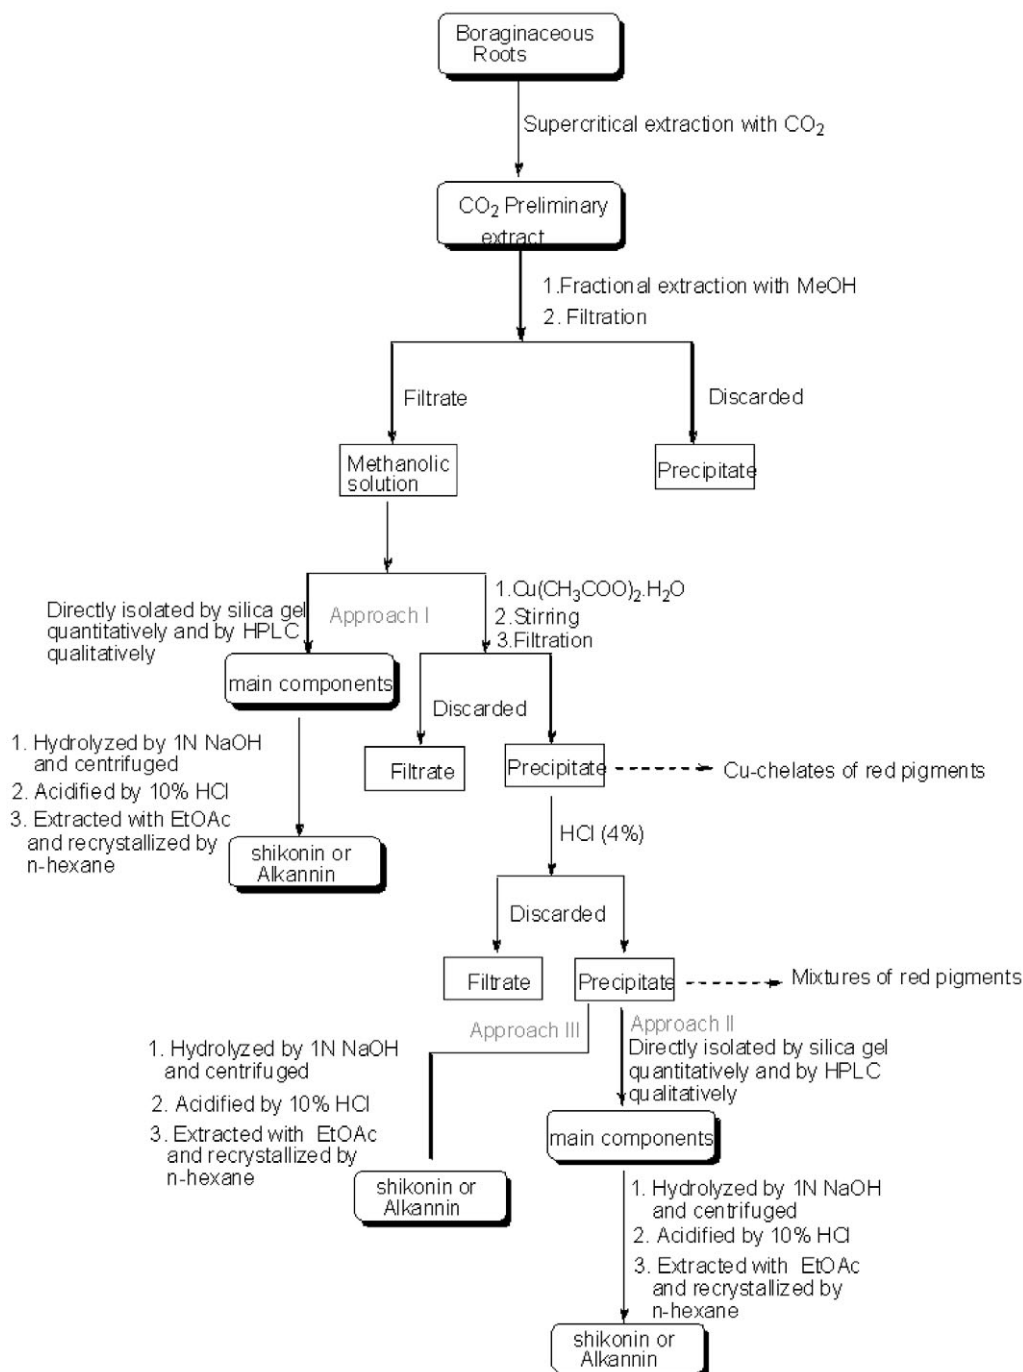 Boraginaceous
Roots
Supercritical extraction with CO₂
CO₂ Preliminary
extract
1.Fractional extraction with MeOH
2. Filtration
Filtrate
Discarded
Methanolic
solution
Precipitate
Directly isolated by silica gel
quantitatively and by HPLC
qualitatively
Approach I
1.Cu(CH₃COO)₂.H₂O
2.Stirring
3.Filtration
main components
Discarded
1. Hydrolyzed by 1N NaOH
and centrifuged
2. Acidified by 10% HCl
3. Extracted with EtOAc
and recrystallized by
n-hexane
Filtrate
Precipitate
Cu-chelates of red pigments
HCl (4%)
shikonin or
Alkannin
Discarded
Filtrate
Precipitate
Mixtures of red pigments
Approach III
1. Hydrolyzed by 1N NaOH
and centrifuged
2. Acidified by 10% HCl
3. Extracted with EtOAc
and recrystallized by
n-hexane
Approach II
Directly isolated by silica gel
quantitatively and by HPLC
qualitatively
main components
shikonin or
Alkannin
1. Hydrolyzed by 1N NaOH
and centrifuged
2. Acidified by 10% HCl
3. Extracted with EtOAc
and recrystallized by
n-hexane
shikonin or
Alkannin